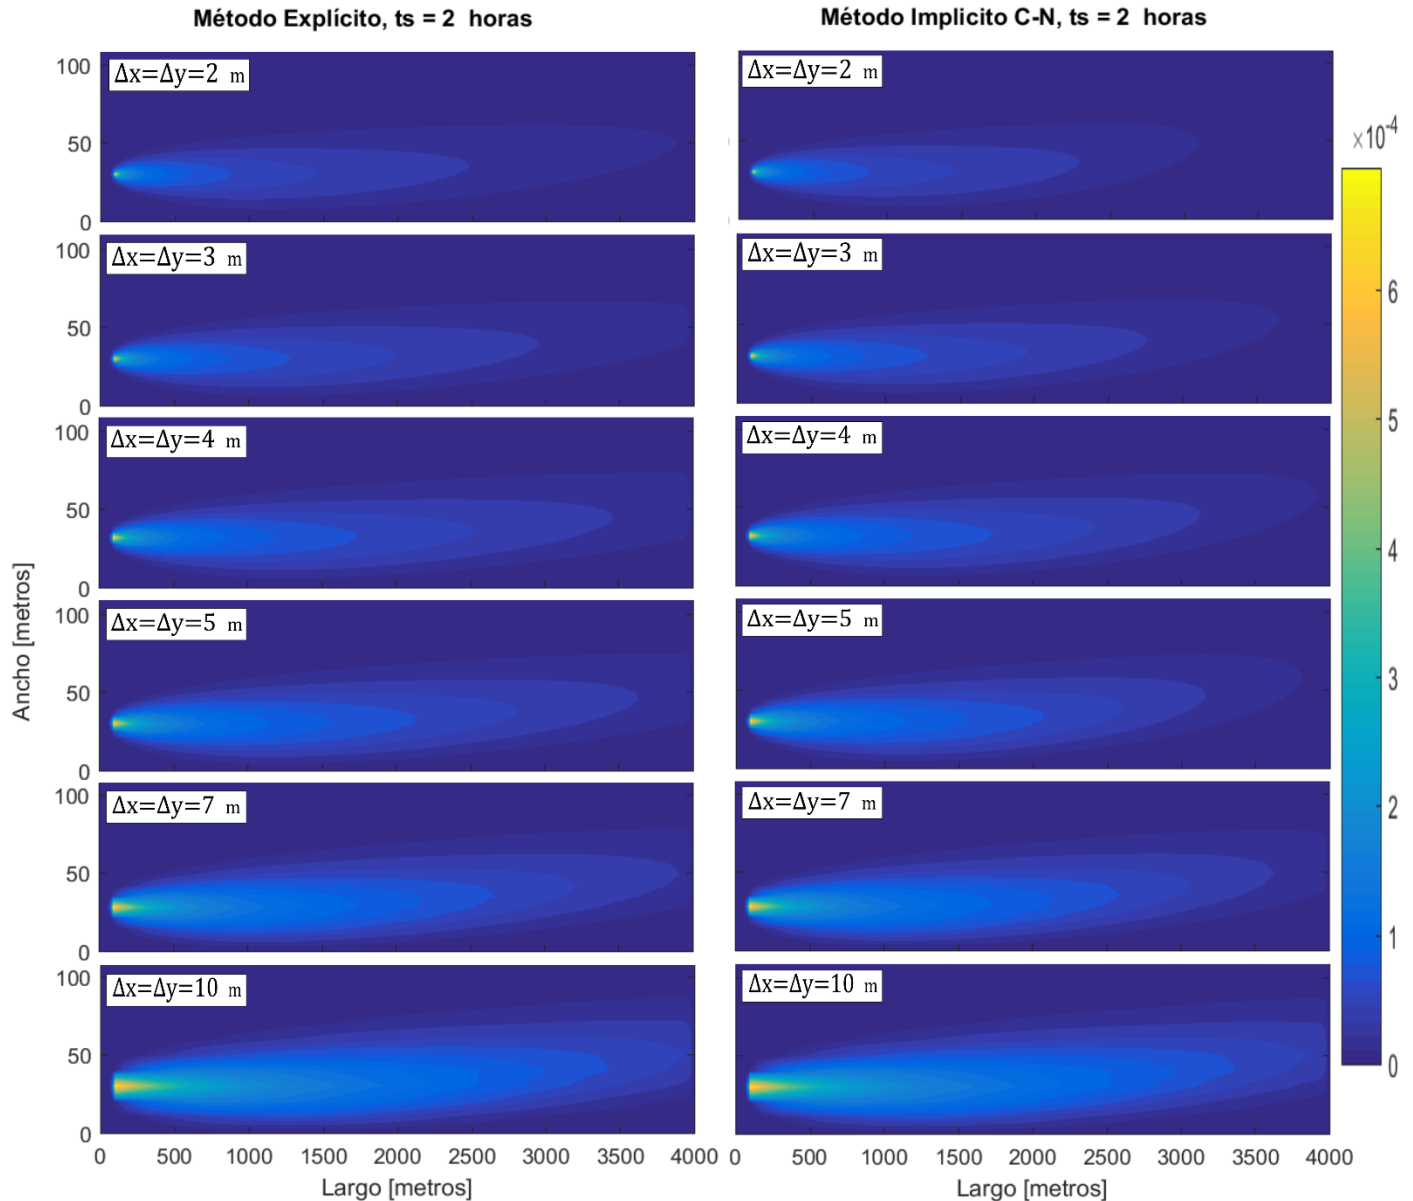 Método Explícito, ts = 2 horas
Método Implicito C-N, ts = 2 horas
Δx=Δy=2 m
100
50
0
Δx=Δy=2 m
Δx=Δy=3 m
100
50
0
Δx=Δy=3 m
Δx=Δy=4 m
100
50
0
Δx=Δy=4 m
Δx=Δy=5 m
100
50
0
Δx=Δy=5 m
Δx=Δy=7 m
100
50
0
Δx=Δy=7 m
Δx=Δy=10 m
100
50
0
Δx=Δy=10 m
Ancho [metros]
0 500 1000 1500 2000 2500 3000 3500 4000
Largo [metros]
0 500 1000 1500 2000 2500 3000 3500 4000
Largo [metros]
×10-4
6
5
4
3
2
1
0